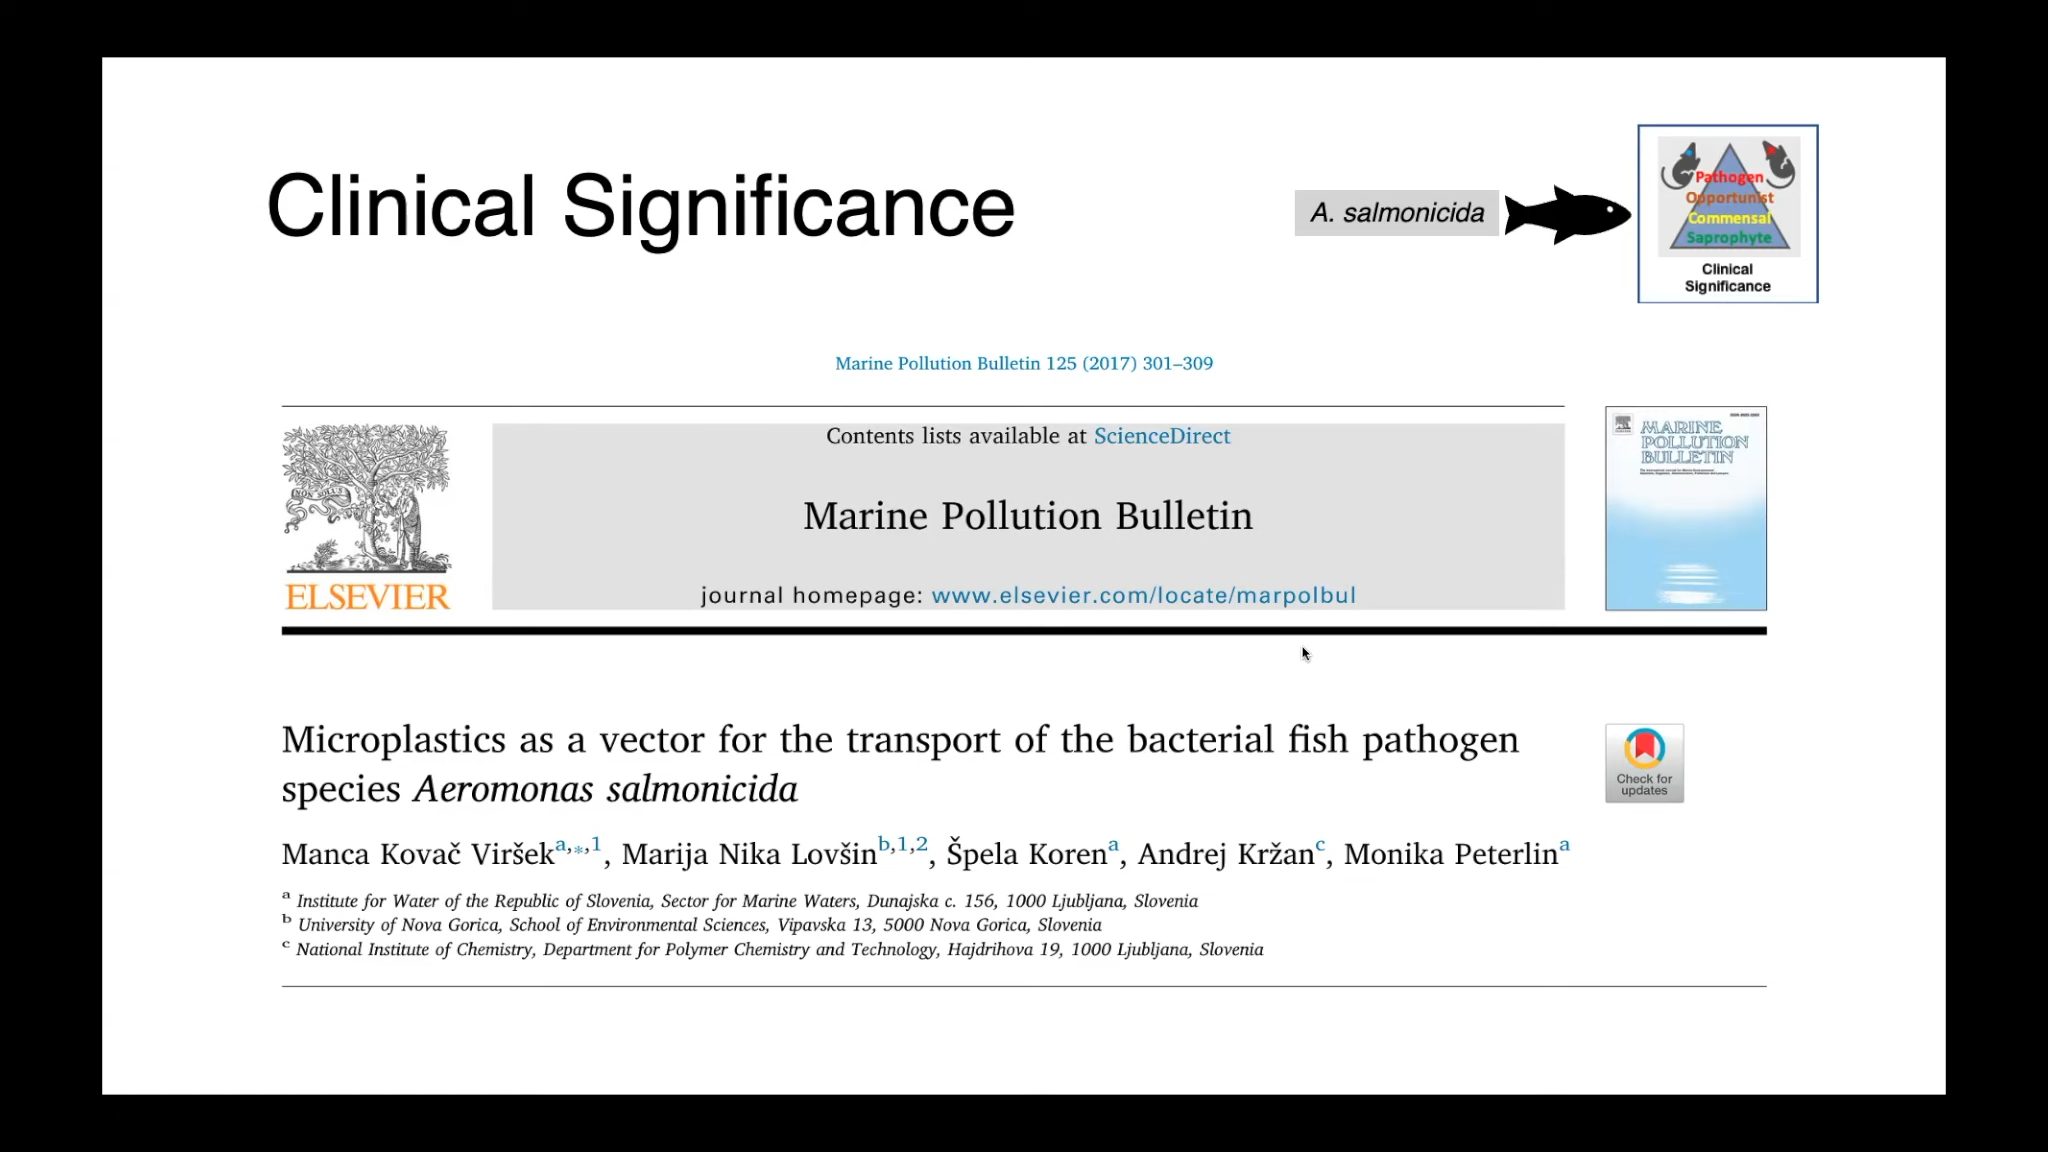 Clinical Significance
A. salmonicida
Pathogen
Opportunist
Commensal
Saprophyte
Clinical
Significance
Marine Pollution Bulletin 125 (2017) 301–309
NON SOLUS
ELSEVIER
Contents lists available at ScienceDirect
Marine Pollution Bulletin
journal homepage: www.elsevier.com/locate/marpolbul
MARINE
POLLUTION
BULLETIN
Microplastics as a vector for the transport of the bacterial fish pathogen
species Aeromonas salmonicida
Check for
updates
Manca Kovač Viršek a,*,1, Marija Nika Lovšin b,1,2, Špela Koren a, Andrej Kržan c, Monika Peterlin a
a Institute for Water of the Republic of Slovenia, Sector for Marine Waters, Dunajska c. 156, 1000 Ljubljana, Slovenia
b University of Nova Gorica, School of Environmental Sciences, Vipavska 13, 5000 Nova Gorica, Slovenia
c National Institute of Chemistry, Department for Polymer Chemistry and Technology, Hajdrihova 19, 1000 Ljubljana, Slovenia